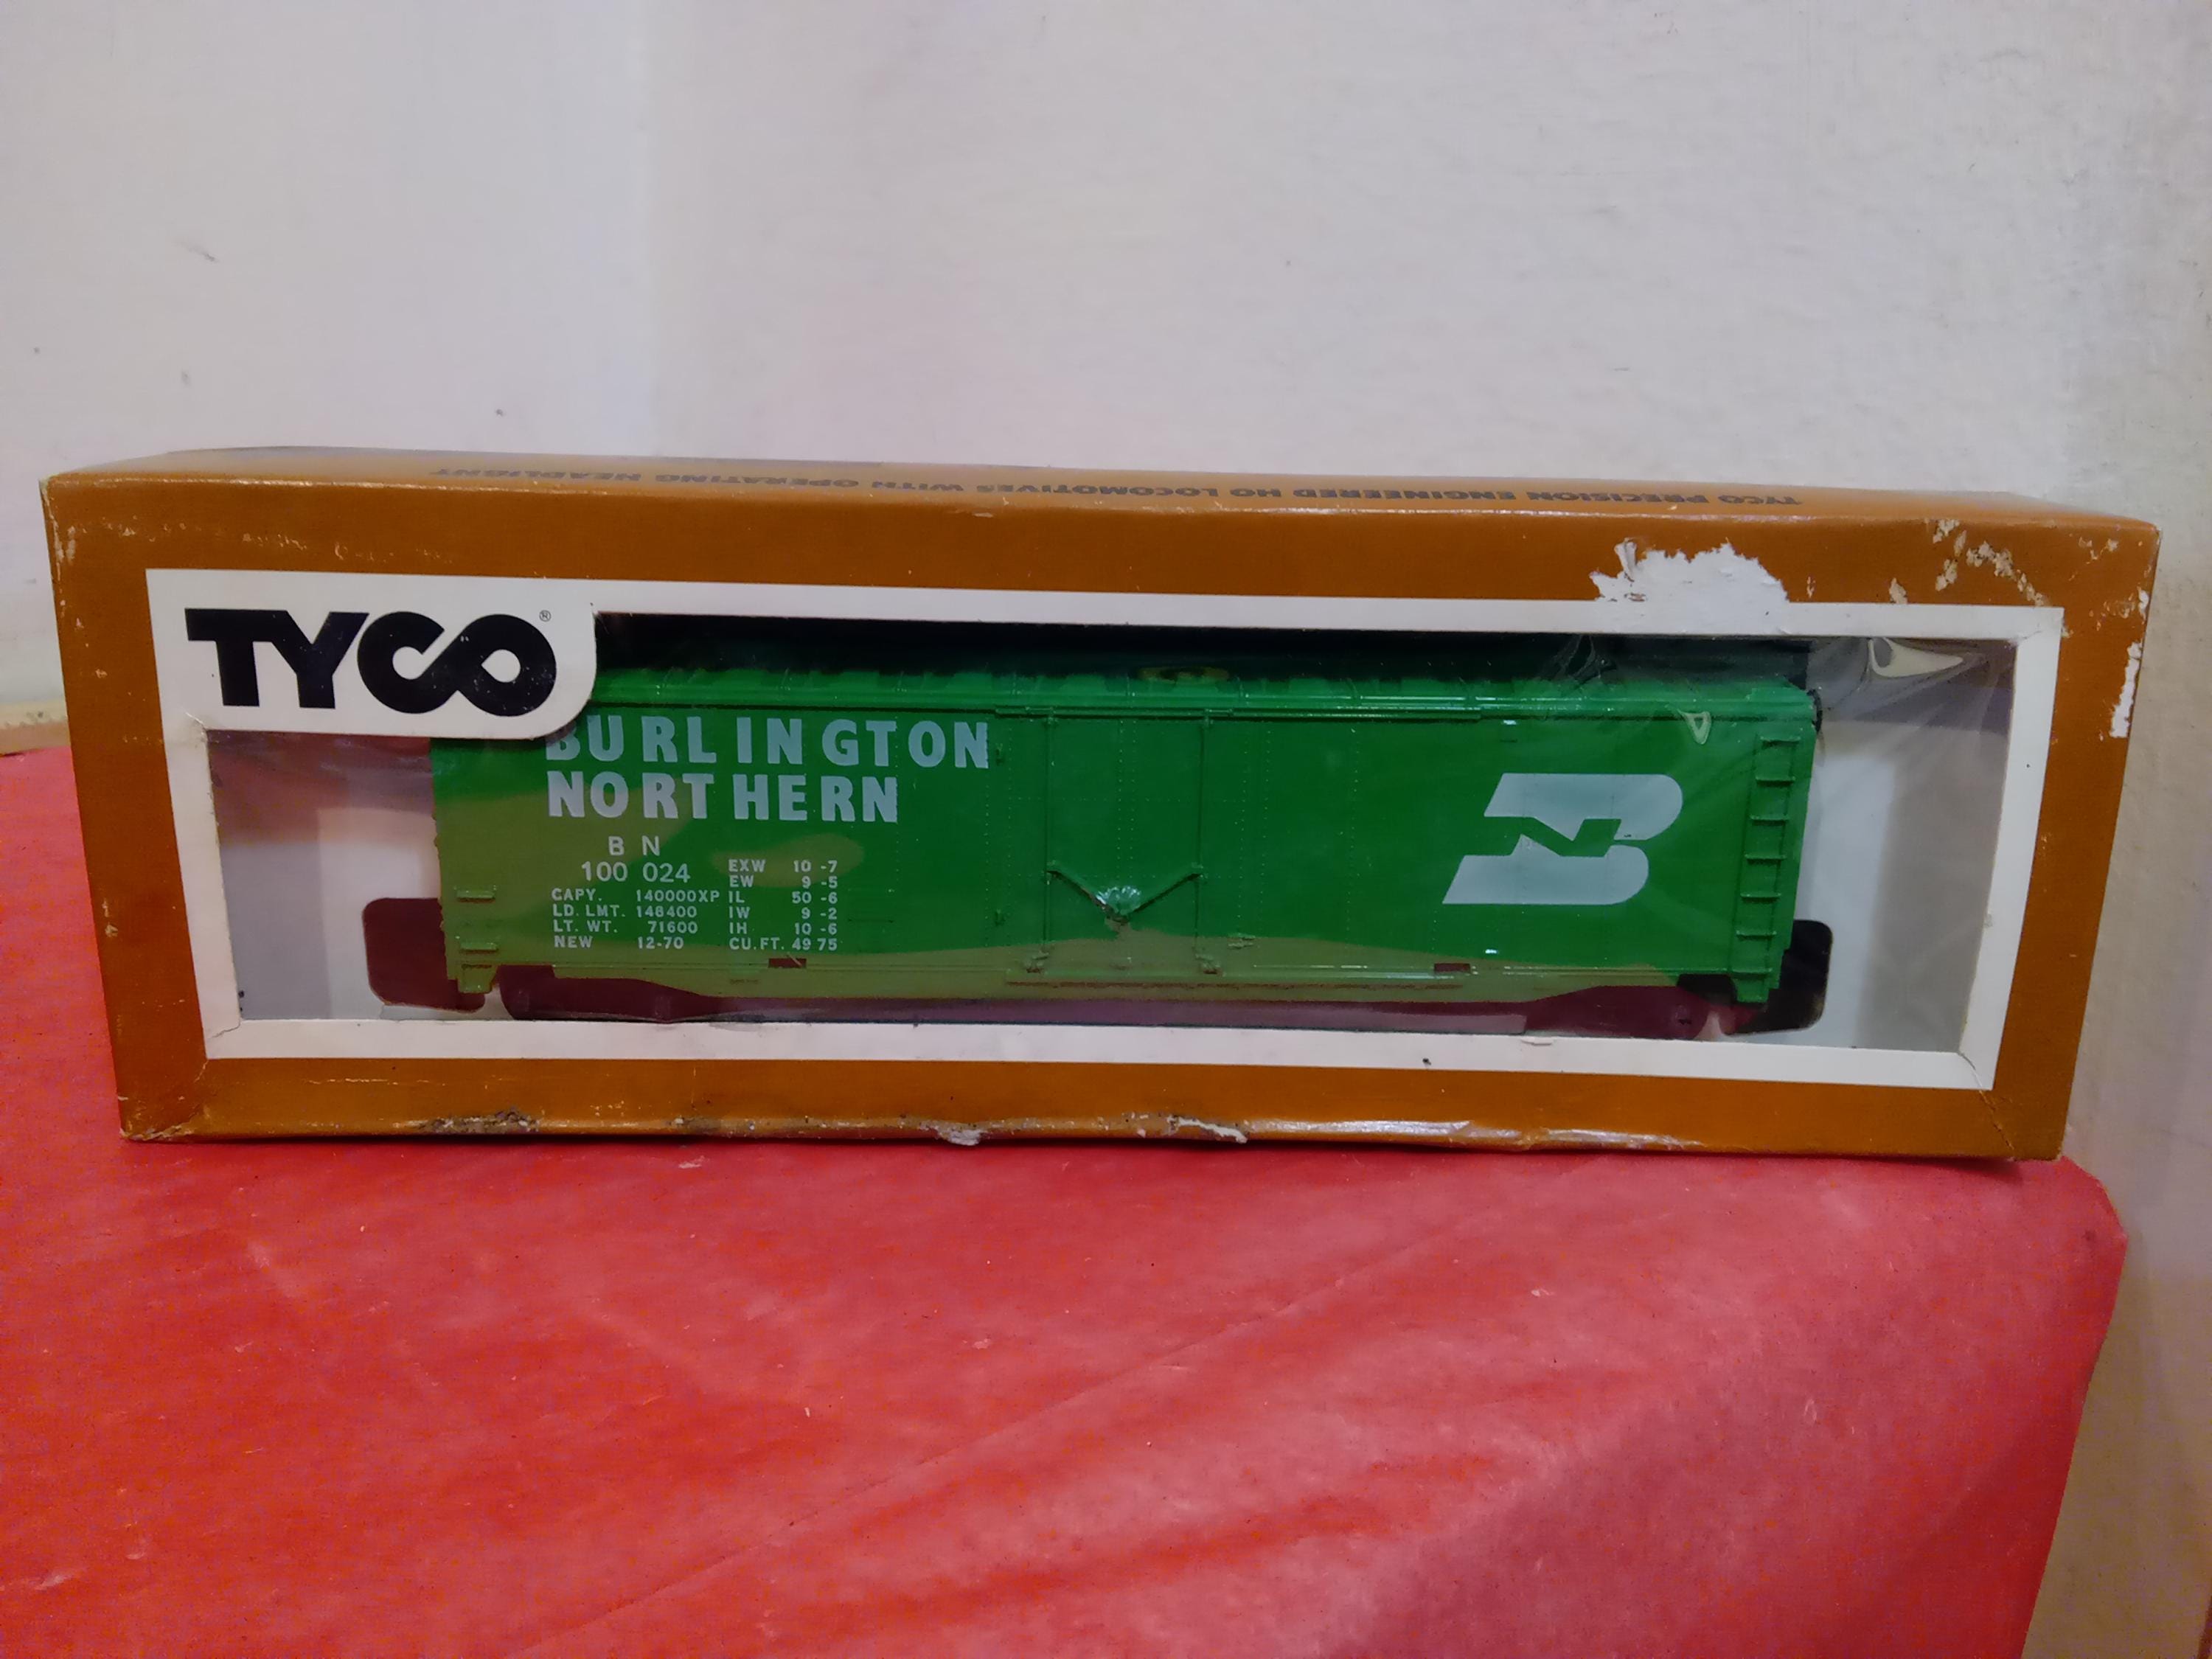 TYCO PRECISION ENGINEERED HO LOCOMOTIVES WITH OPERATING HEADLIGHT
TYCO®
BURLINGTON
NORTHERN
BN
100 024
CAPY. 140000XP
LD. LMT. 148400
LT. WT. 71600
NEW 12-70
EXW 10-7
EW 9-5
IL 50-6
IW 9-2
IH 10-6
CU.FT. 4975